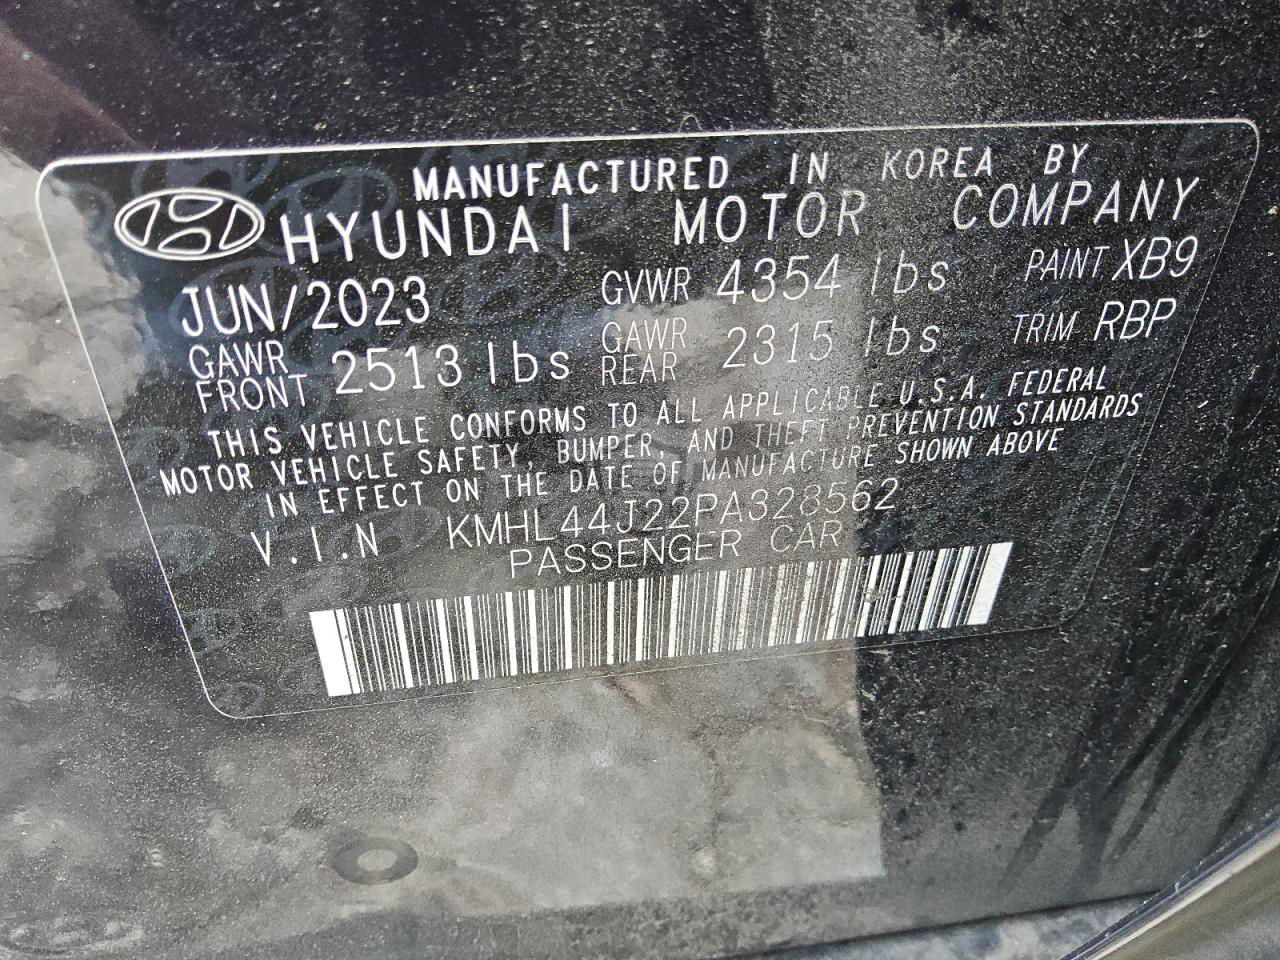 MANUFACTURED IN KOREA BY
HYUNDAI MOTOR COMPANY
JUN/2023 GVWR 4354 lbs PAINT XB9
GAWR FRONT 2513 lbs GAWR REAR 2315 lbs TRIM RBP
THIS VEHICLE CONFORMS TO ALL APPLICABLE U.S.A. FEDERAL
MOTOR VEHICLE SAFETY, BUMPER, AND THEFT PREVENTION STANDARDS
IN EFFECT ON THE DATE OF MANUFACTURE SHOWN ABOVE
V.I.N KMHL44J22PA328562
PASSENGER CAR